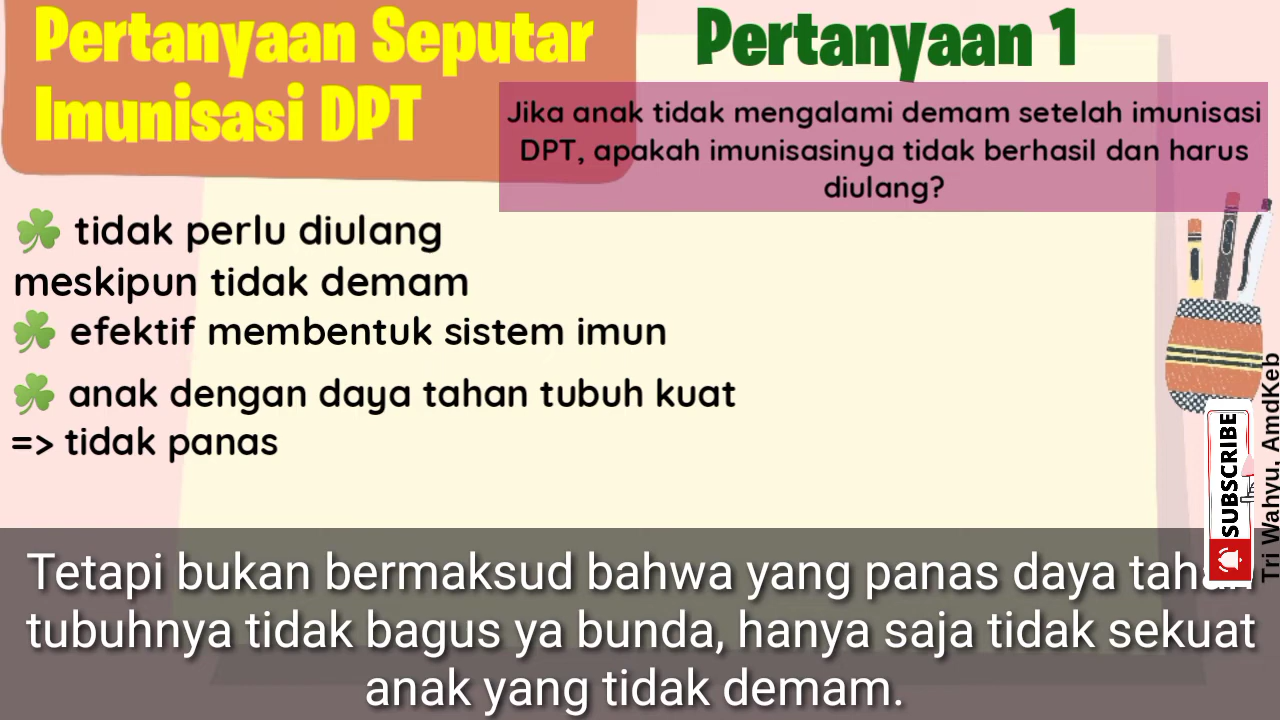 Pertanyaan Seputar
Imunisasi DPT
Pertanyaan 1
Jika anak tidak mengalami demam setelah imunisasi
DPT, apakah imunisasinya tidak berhasil dan harus
diulang?
☘️ tidak perlu diulang
meskipun tidak demam
☘️ efektif membentuk sistem imun
☘️ anak dengan daya tahan tubuh kuat
=> tidak panas
SUBSCRIBE
Tri Wahyu, AmdKeb
Tetapi bukan bermaksud bahwa yang panas daya tahan
tubuhnya tidak bagus ya bunda, hanya saja tidak sekuat
anak yang tidak demam.